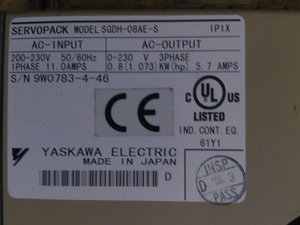 SERVOPACK MODEL SGDH-08AE-S IP1X
AC-INPUT AC-OUTPUT
200-230V 50/60Hz 0-230 V 3PHASE
1PHASE 11.0AMPS 0.8(1.073)KW(hp) 5.7 AMPS
S/N 9W0783-4-46
C UL US
LISTED
CE
IND. CONT. EQ.
61Y1
YASKAWA ELECTRIC
MADE IN JAPAN D
INSP
D 3
PASS